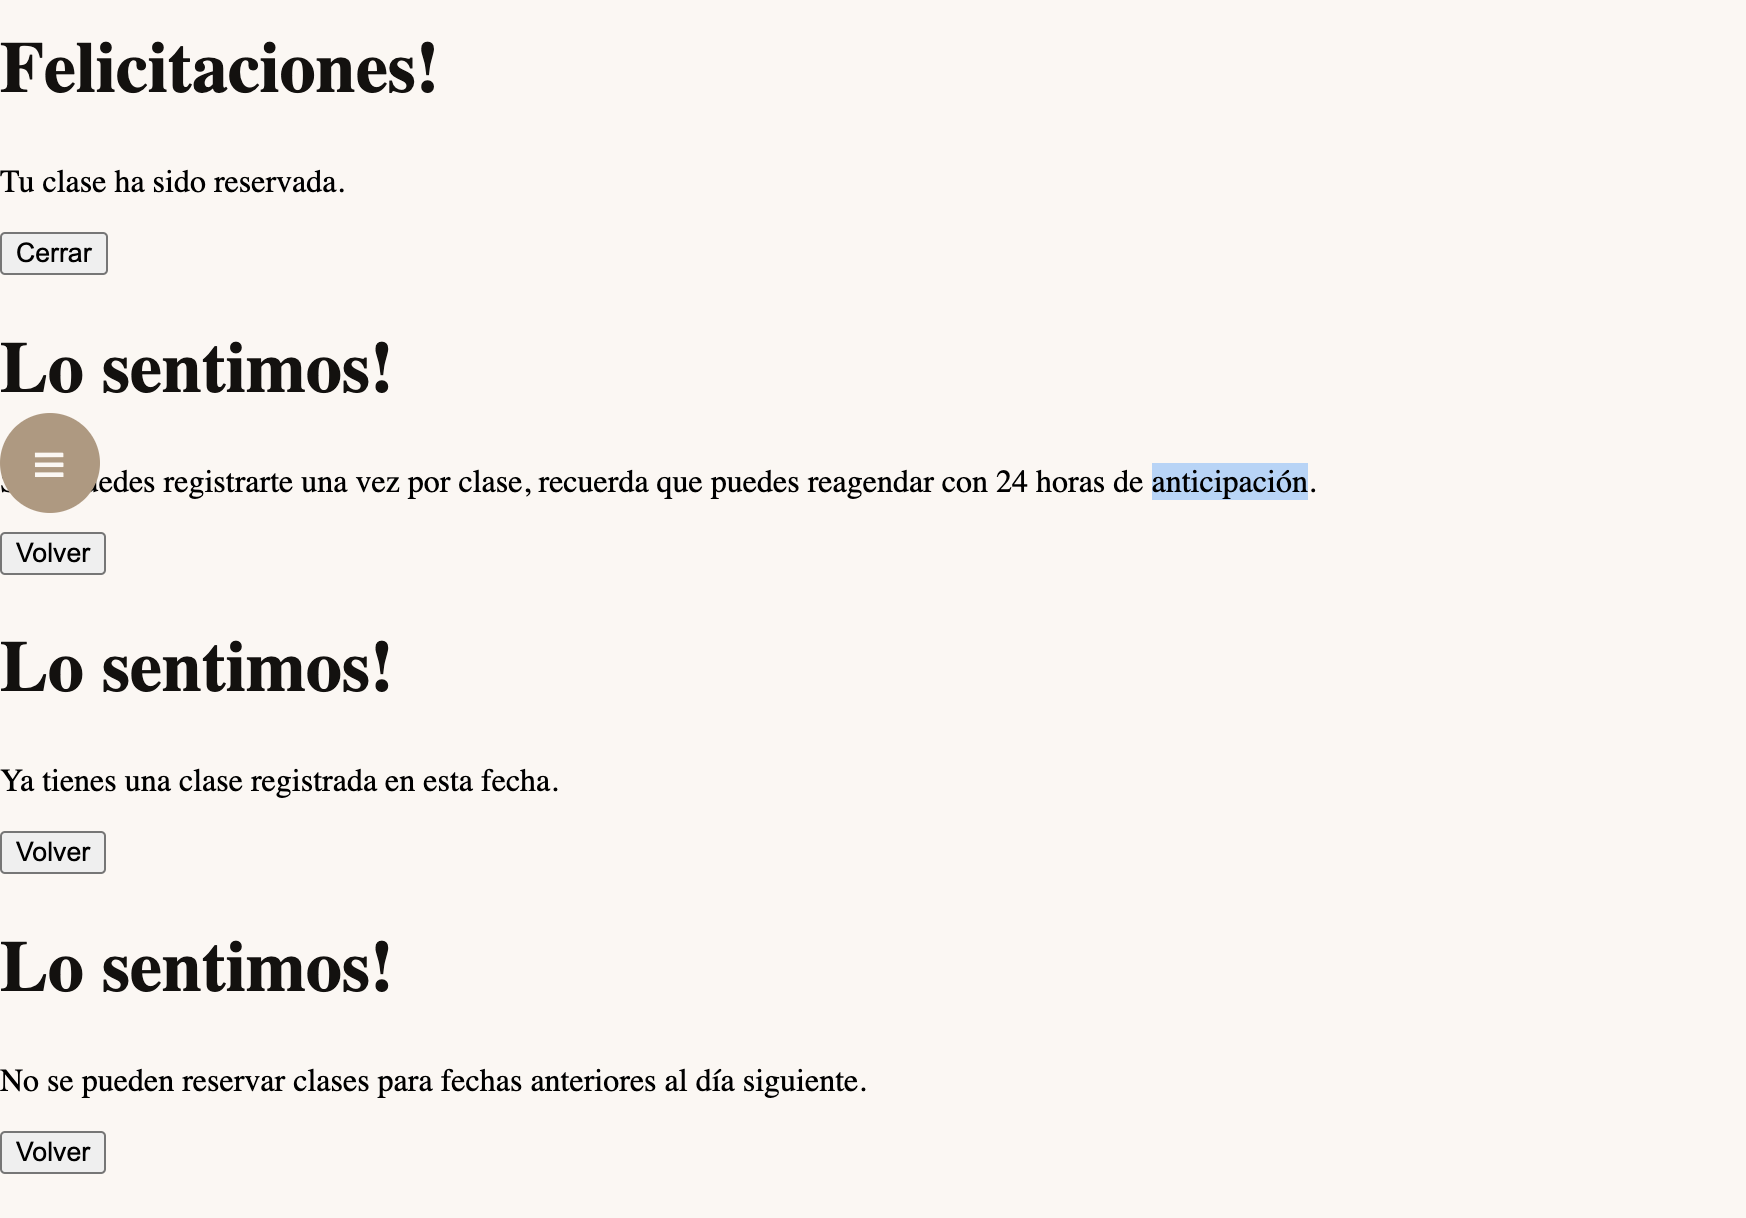 Felicitaciones!
Tu clase ha sido reservada.
Cerrar
Lo sentimos!
registrarte una vez por clase, recuerda que puedes reagendar con 24 horas de anticipación.
Volver
Lo sentimos!
Ya tienes una clase registrada en esta fecha.
Volver
Lo sentimos!
No se pueden reservar clases para fechas anteriores al día siguiente.
Volver